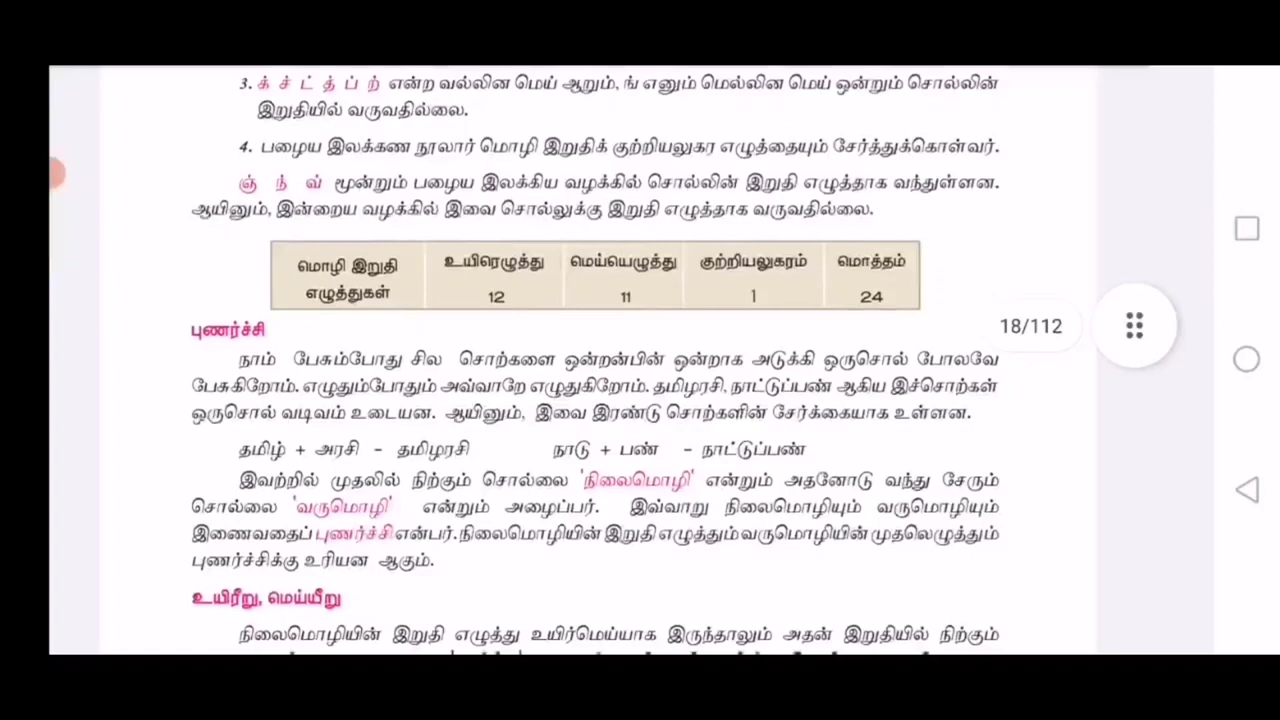 3. க் ச் ட் த் ப் ற் என்ற வல்லின மெய் ஆறும், ங் எனும் மெல்லின மெய் ஒன்றும் சொல்லின்
இறுதியில் வருவதில்லை.
4. பழைய இலக்கண நூலார் மொழி இறுதிக் குற்றியலுகர எழுத்தையும் சேர்த்துக்கொள்வர்.
ஞ் ந் வ் மூன்றும் பழைய இலக்கிய வழக்கில் சொல்லின் இறுதி எழுத்தாக வந்துள்ளன.
ஆயினும், இன்றைய வழக்கில் இவை சொல்லுக்கு இறுதி எழுத்தாக வருவதில்லை.
மொழி இறுதி எழுத்துகள் உயிரெழுத்து மெய்யெழுத்து குற்றியலுகரம் மொத்தம்
12 11 1 24
புணர்ச்சி
18/112
நாம் பேசும்போது சில சொற்களை ஒன்றன்பின் ஒன்றாக அடுக்கி ஒருசொல் போலவே
பேசுகிறோம். எழுதும்போதும் அவ்வாறே எழுதுகிறோம். தமிழரசி, நாட்டுப்பண் ஆகிய இச்சொற்கள்
ஒருசொல் வடிவம் உடையன. ஆயினும், இவை இரண்டு சொற்களின் சேர்க்கையாக உள்ளன.
தமிழ் + அரசி - தமிழரசி நாடு + பண் - நாட்டுப்பண்
இவற்றில் முதலில் நிற்கும் சொல்லை 'நிலைமொழி' என்றும் அதனோடு வந்து சேரும்
சொல்லை 'வருமொழி' என்றும் அழைப்பர். இவ்வாறு நிலைமொழியும் வருமொழியும்
இணைவதைப் புணர்ச்சி என்பர். நிலைமொழியின் இறுதி எழுத்தும் வருமொழியின் முதலெழுத்தும்
புணர்ச்சிக்கு உரியன ஆகும்.
உயிரீறு, மெய்யீறு
நிலைமொழியின் இறுதி எழுத்து உயிர்மெய்யாக இருந்தாலும் அதன் இறுதியில் நிற்கும்